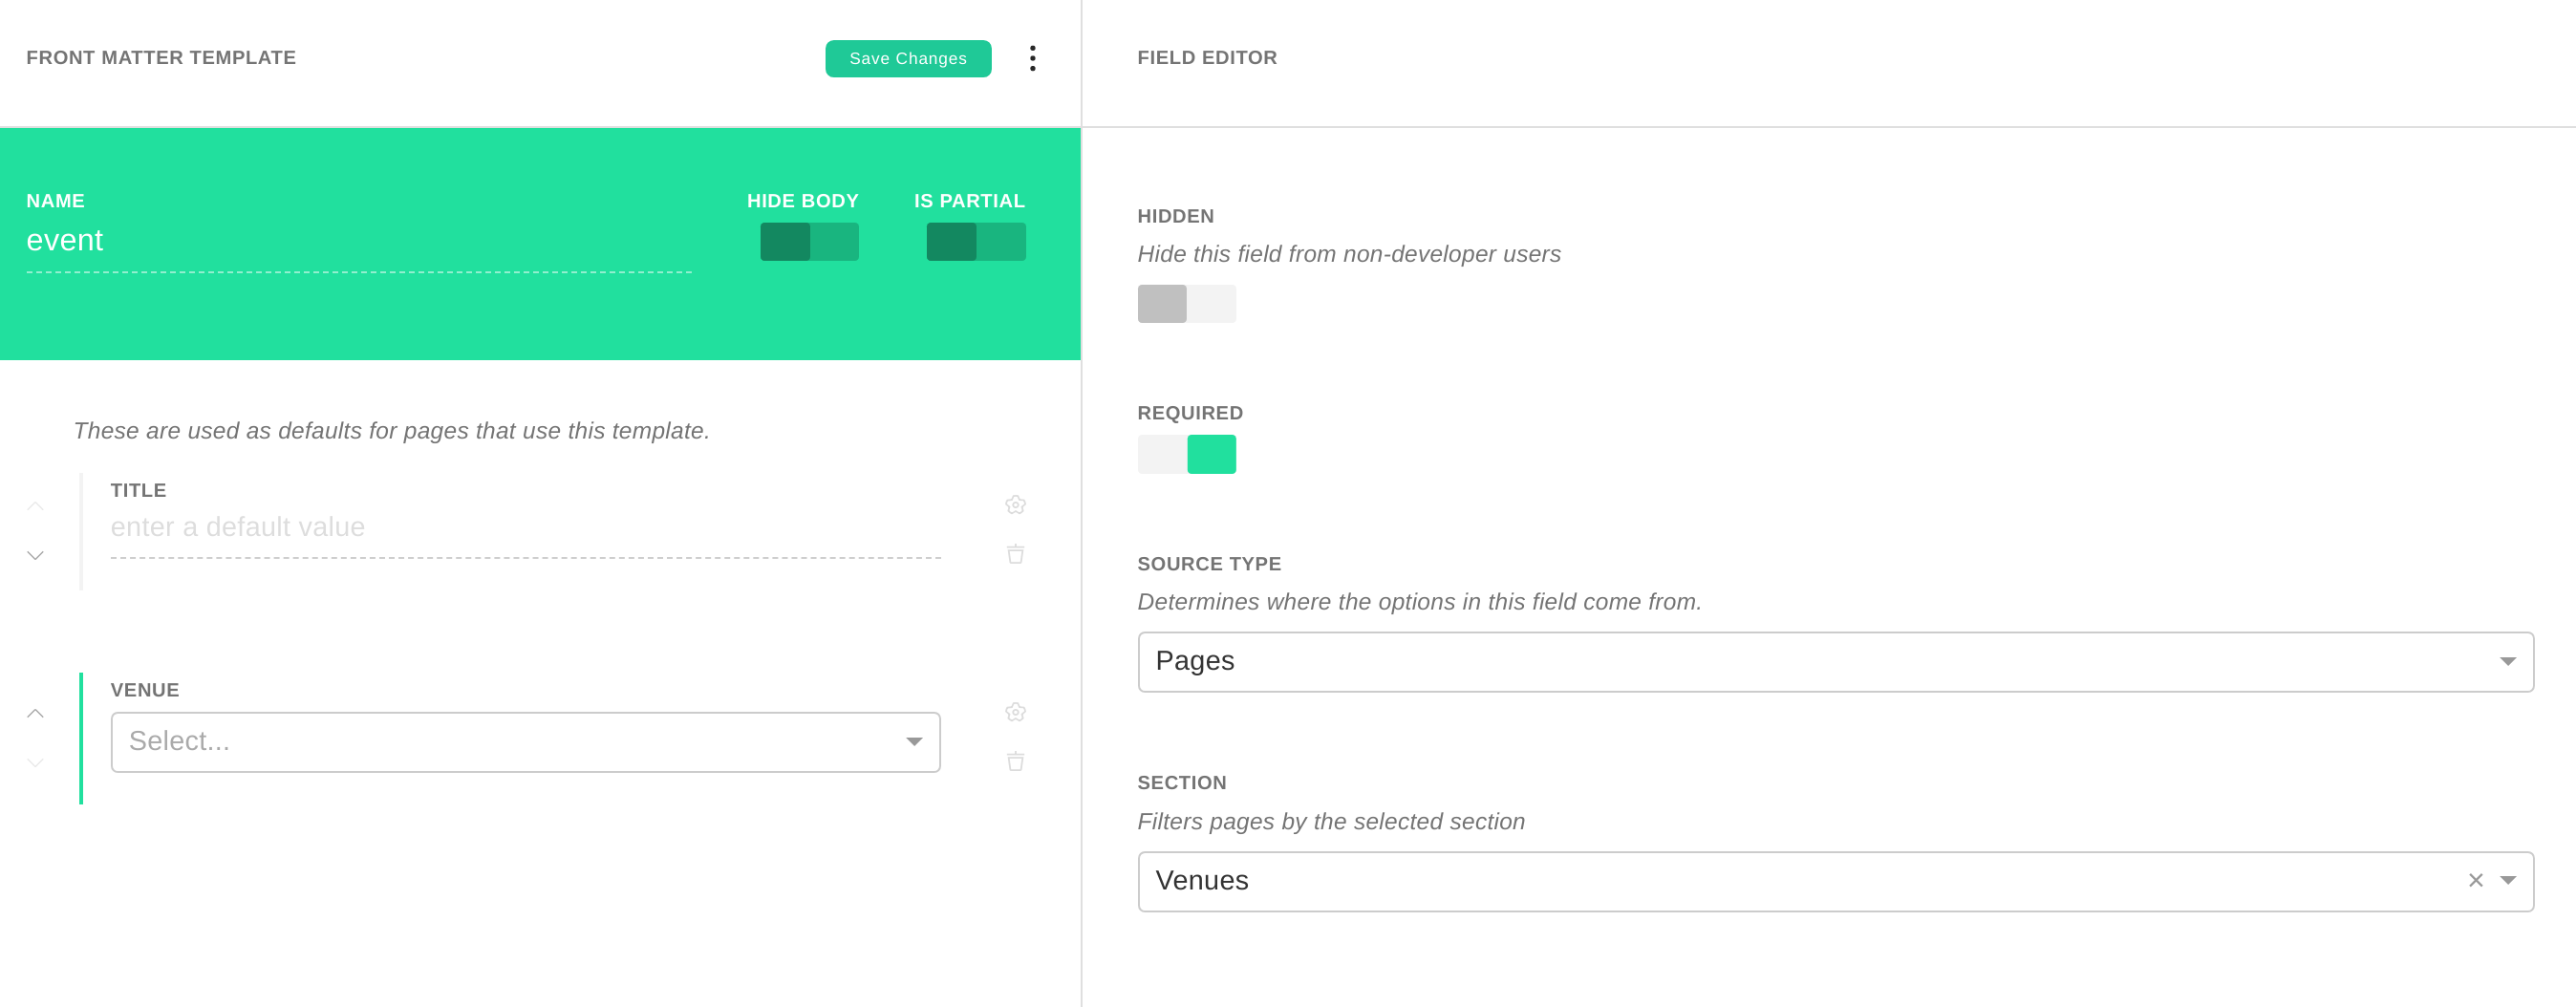 FRONT MATTER TEMPLATE
Save Changes
NAME
event
HIDE BODY
IS PARTIAL
These are used as defaults for pages that use this template.
TITLE
enter a default value
VENUE
Select...
FIELD EDITOR
HIDDEN
Hide this field from non-developer users
REQUIRED
SOURCE TYPE
Determines where the options in this field come from.
Pages
SECTION
Filters pages by the selected section
Venues